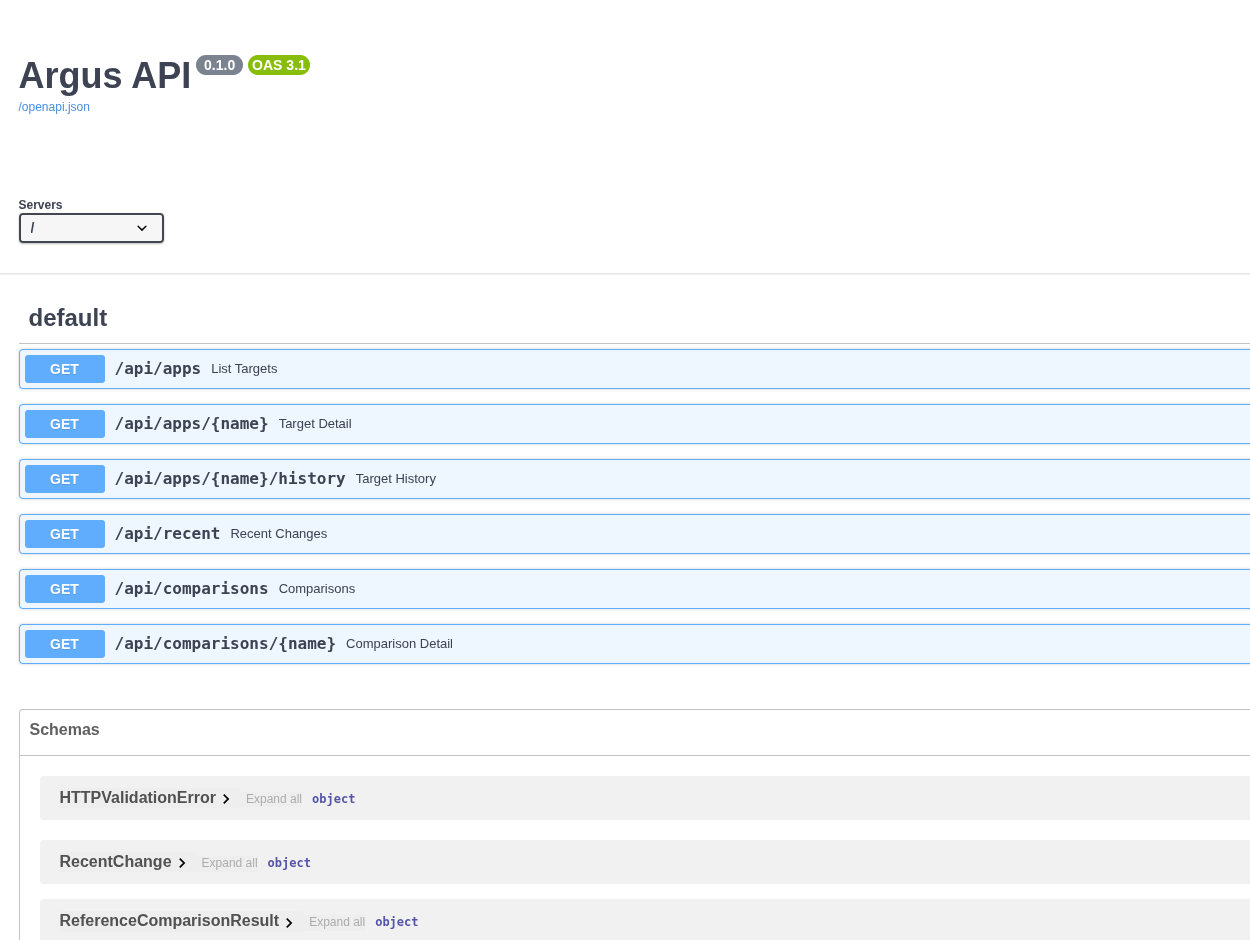 Argus API 0.1.0 OAS 3.1
/openapi.json
Servers
/
default
GET /api/apps List Targets
GET /api/apps/{name} Target Detail
GET /api/apps/{name}/history Target History
GET /api/recent Recent Changes
GET /api/comparisons Comparisons
GET /api/comparisons/{name} Comparison Detail
Schemas
HTTPValidationError Expand all object
RecentChange Expand all object
ReferenceComparisonResult Expand all object